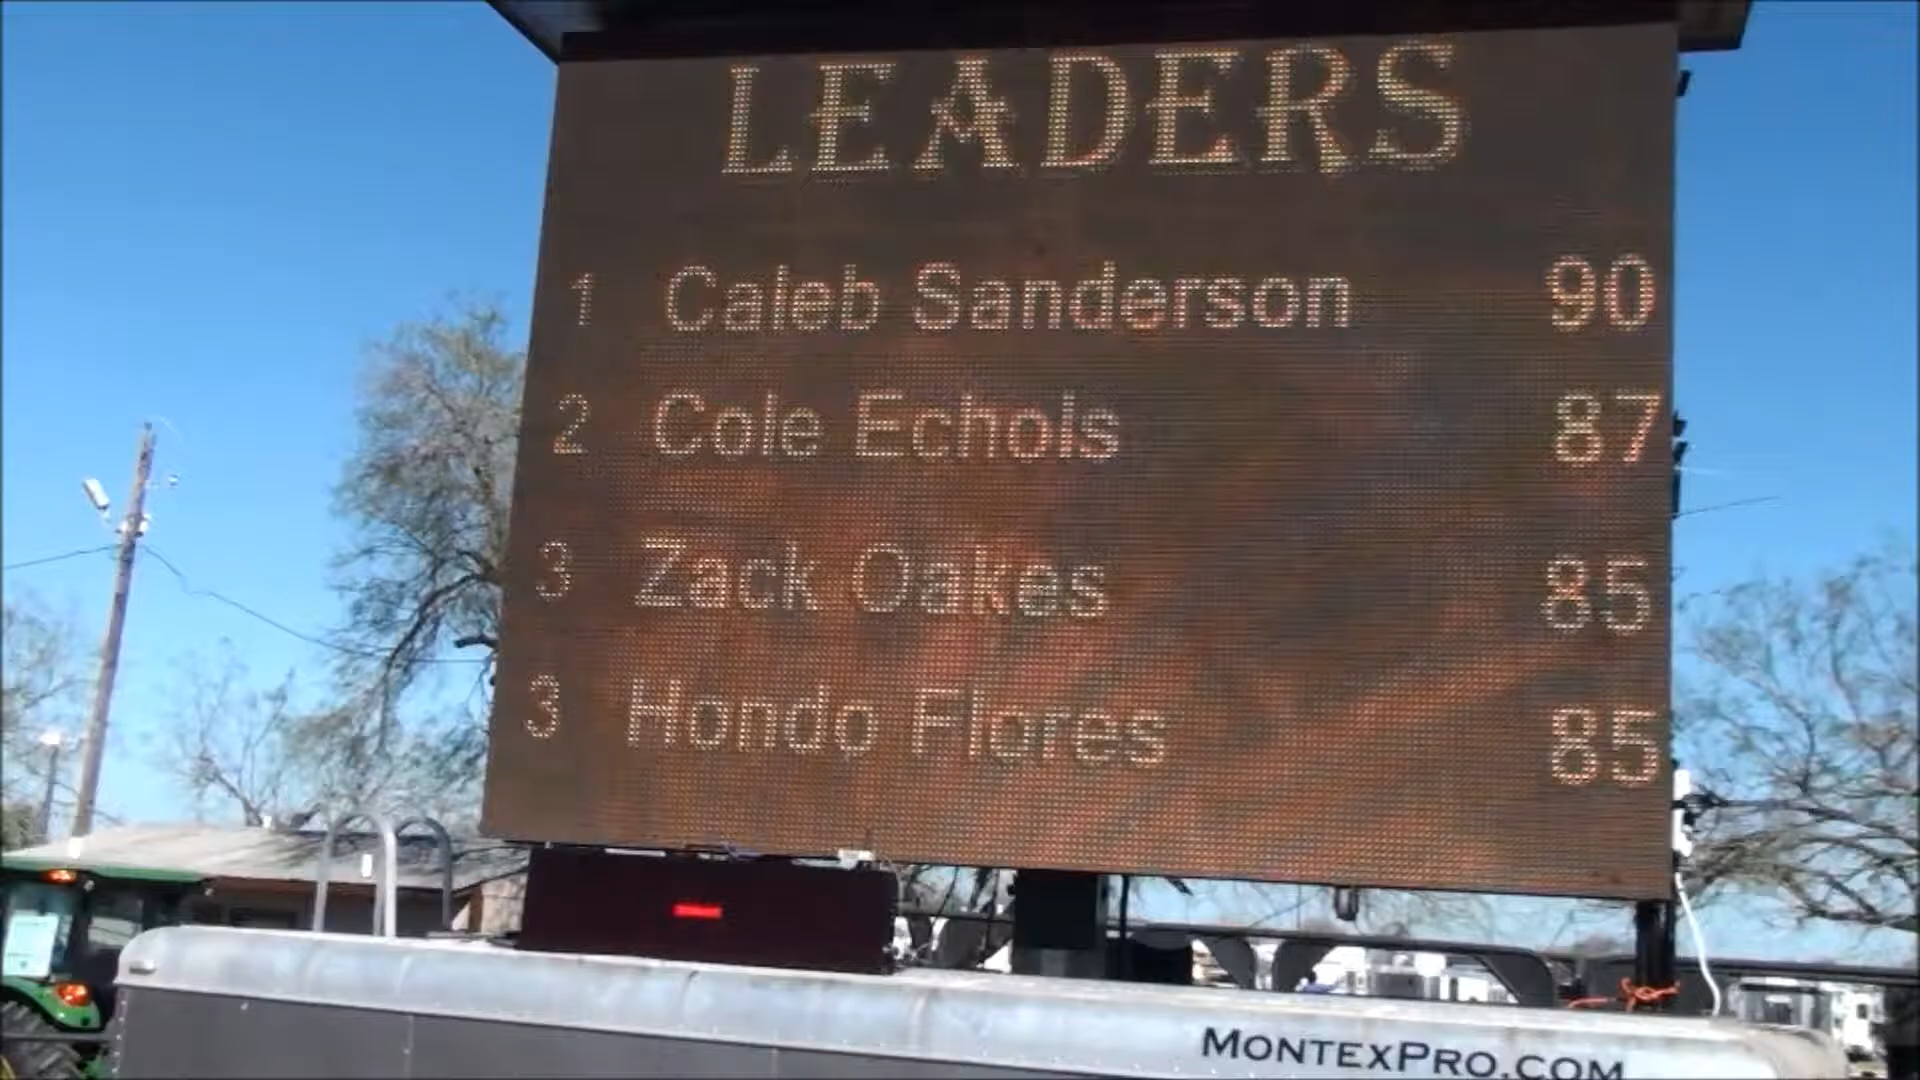 LEADERS
1 Caleb Sanderson 90
2 Cole Echols 87
3 Zack Oakes 85
3 Hondo Flores 85
MONTEXPRO.COM